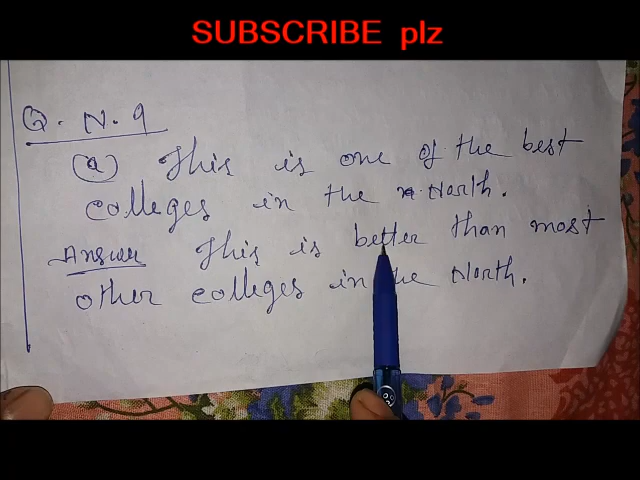 SUBSCRIBE plz
Q. N. 9
(a) This is one of the best
colleges in the North.
Answer This is better than most
other colleges in the North.